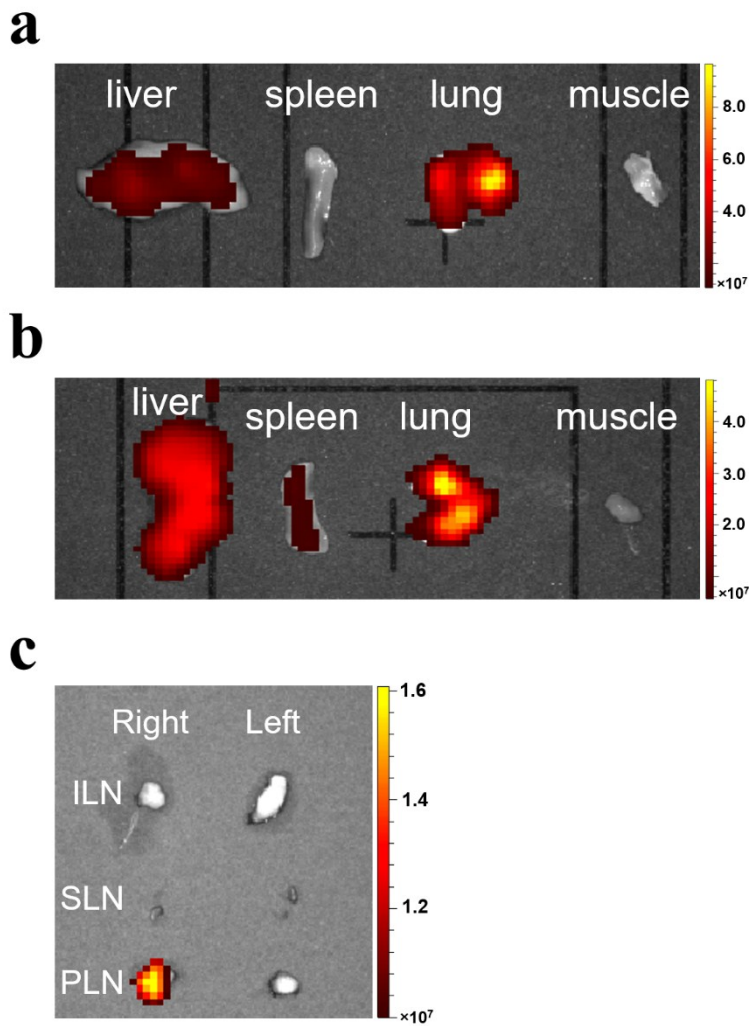 a
liver spleen lung muscle
8.0
6.0
4.0
×10⁷
b
liver spleen lung muscle
4.0
3.0
2.0
×10⁷
c
Right Left
ILN
SLN
PLN
1.6
1.4
1.2
×10⁷